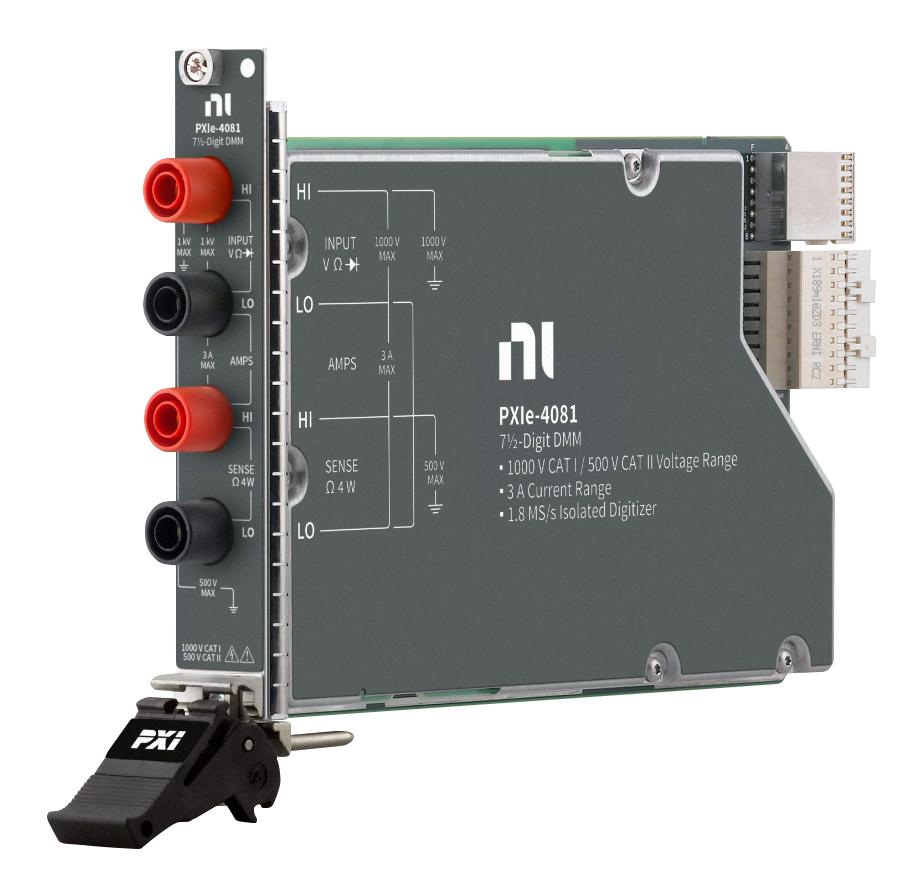 NI
PXIe-4081
7½-Digit DMM
HI
1 kV MAX
1 kV MAX
INPUT
V Ω
LO
3 A MAX
AMPS
HI
SENSE
Ω 4 W
LO
500 V
MAX
1000 V CAT I
500 V CAT II
PXI
HI
INPUT
V Ω
1000 V
MAX
1000 V
MAX
LO
AMPS
3 A
MAX
HI
SENSE
Ω 4 W
500 V
MAX
LO
NI
PXIe-4081
7½-Digit DMM
▪ 1000 V CAT I / 500 V CAT II Voltage Range
▪ 3 A Current Range
▪ 1.8 MS/s Isolated Digitizer
ERNI